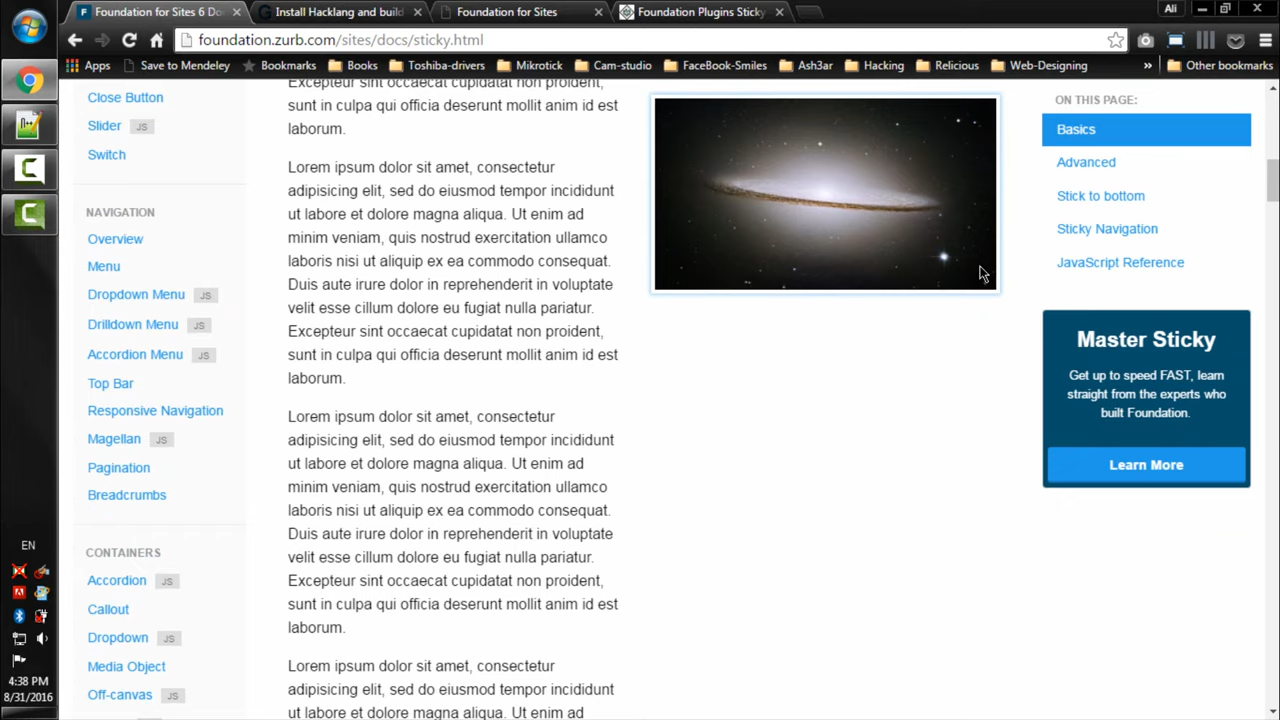 Foundation for Sites 6 Do
Install Hacklang and build
Foundation for Sites
Foundation Plugins Sticky
Ali
foundation.zurb.com/sites/docs/sticky.html
Apps
Save to Mendeley
Bookmarks
Books
Toshiba-drivers
Mikrotick
Cam-studio
FaceBook-Smiles
Ash3ar
Hacking
Relicious
Web-Designing
»
Other bookmarks
Close Button
Slider JS
Switch
NAVIGATION
Overview
Menu
Dropdown Menu JS
Drilldown Menu JS
Accordion Menu JS
Top Bar
Responsive Navigation
Magellan JS
Pagination
Breadcrumbs
CONTAINERS
Accordion JS
Callout
Dropdown JS
Media Object
Off-canvas JS
Excepteur sint occaecat cupidatat non proident,
sunt in culpa qui officia deserunt mollit anim id est
laborum.
Lorem ipsum dolor sit amet, consectetur
adipisicing elit, sed do eiusmod tempor incididunt
ut labore et dolore magna aliqua. Ut enim ad
minim veniam, quis nostrud exercitation ullamco
laboris nisi ut aliquip ex ea commodo consequat.
Duis aute irure dolor in reprehenderit in voluptate
velit esse cillum dolore eu fugiat nulla pariatur.
Excepteur sint occaecat cupidatat non proident,
sunt in culpa qui officia deserunt mollit anim id est
laborum.
Lorem ipsum dolor sit amet, consectetur
adipisicing elit, sed do eiusmod tempor incididunt
ut labore et dolore magna aliqua. Ut enim ad
minim veniam, quis nostrud exercitation ullamco
laboris nisi ut aliquip ex ea commodo consequat.
Duis aute irure dolor in reprehenderit in voluptate
velit esse cillum dolore eu fugiat nulla pariatur.
Excepteur sint occaecat cupidatat non proident,
sunt in culpa qui officia deserunt mollit anim id est
laborum.
Lorem ipsum dolor sit amet, consectetur
adipisicing elit, sed do eiusmod tempor incididunt
ut labore et dolore magna aliqua. Ut enim ad
ON THIS PAGE:
Basics
Advanced
Stick to bottom
Sticky Navigation
JavaScript Reference
Master Sticky
Get up to speed FAST, learn
straight from the experts who
built Foundation.
Learn More
EN
4:38 PM
8/31/2016